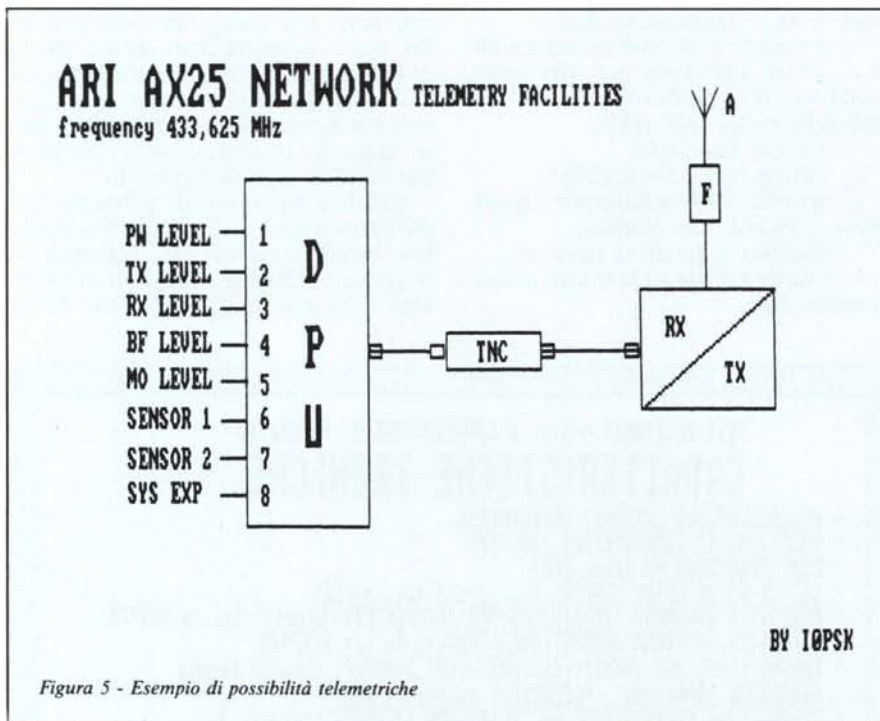 ARI AX25 NETWORK TELEMETRY FACILITIES
frequency 433,625 MHz
A
F
PW LEVEL 1
TX LEVEL 2
RX LEVEL 3
BF LEVEL 4
MO LEVEL 5
SENSOR 1 6
SENSOR 2 7
SYS EXP 8
D
P
U
TNC
RX
TX
BY I0PSK
Figura 5 - Esempio di possibilità telemetriche